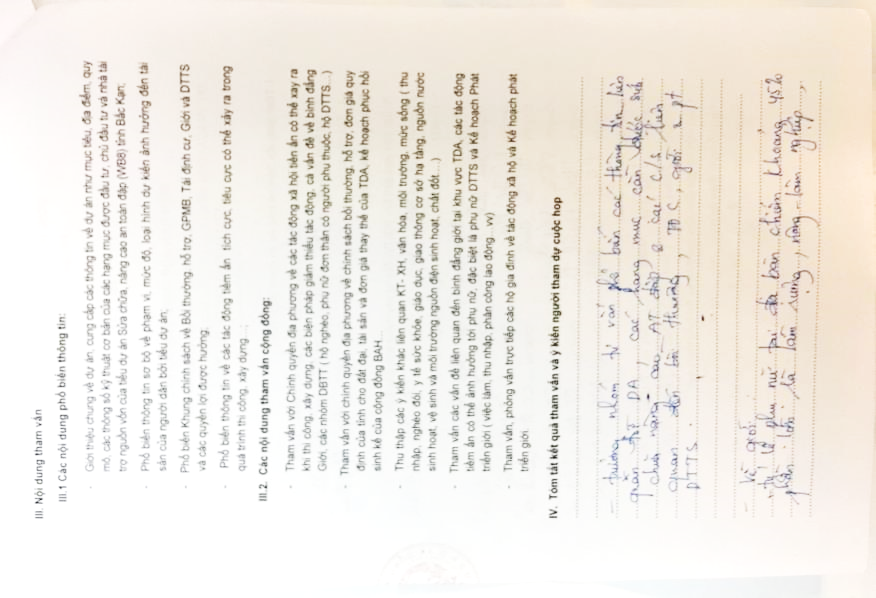 III. Nội dung tham vấn
III.1 Các nội dung phổ biến thông tin:
- Giới thiệu chung về dự án, cung cấp các thông tin về dự án như mục tiêu, địa điểm, quy
mô, các thông số kỹ thuật cơ bản của các hạng mục được đầu tư, chủ đầu tư và nhà tài
trợ nguồn vốn của tiểu dự án Sửa chữa, nâng cao an toàn đập (WB8) tỉnh Bắc Kạn;
- Phổ biến thông tin sơ bộ về phạm vi, mức độ, loại hình dự kiến ảnh hưởng đến tài
sản của người dân bởi tiểu dự án;
- Phổ biến Khung chính sách về Bồi thường, hỗ trợ, GPMB, Tái định cư, Giới và DTTS
và các quyền lợi được hưởng;
- Phổ biến thông tin về các tác động tiềm ẩn tích cực, tiêu cực có thể xảy ra trong
quá trình thi công, xây dựng...;
III.2. Các nội dung tham vấn cộng đồng:
- Tham vấn với Chính quyền địa phương về các tác động xã hội tiền ẩn có thể xảy ra
khi thi công, xây dựng, các biện pháp giảm thiểu tác động, cá vấn đề về bình đẳng
Giới, các nhóm DBTT ( hộ nghèo, phụ nữ đơn thân có người phụ thuộc, hộ DTTS...)
- Tham vấn với chính quyền địa phương về chính sách bồi thường, hỗ trợ, đơn giá quy
định của tỉnh cho đất đai, tài sản và đơn giá thay thế của TDA, kế hoạch phục hồi
sinh kế của cộng đồng BAH...
- Thu thập các ý kiến khác liên quan KT- XH, văn hóa, môi trường, mức sống ( thu
nhập, nghèo đói, y tế sức khỏe, giáo dục, giao thông cơ sở hạ tầng, nguồn nước
sinh hoạt, vệ sinh và môi trường nguồn điện sinh hoạt, chất đốt...)
- Tham vấn các vấn đề liên quan đến bình đẳng giới tại khu vực TDA, các tác động
tiềm ẩn có thể ảnh hưởng tới phụ nữ, đặc biệt là phụ nữ DTTS và Kế hoạch Phát
triển giới ( việc làm, thu nhập, phân công lao động... vv)
- Tham vấn, phỏng vấn trực tiếp các hộ gia đình về tác động xã hộ và Kế hoạch phát
triển giới
IV. Tóm tắt kết quả tham vấn và ý kiến người tham dự cuộc họp
- trưởng nhóm tư vấn phổ biến các thông tin liên
quan đến DA, các hạng mục cần được sửa
chữa nâng cao AT đập & các c/s liên
quan đến bồi thường, TĐC, giới & pt
DTTS.
- Về giới:
- tỷ lệ phụ nữ tại địa bàn chiếm khoảng 45%
phần lớn là làm ruộng, nông lâm nghiệp